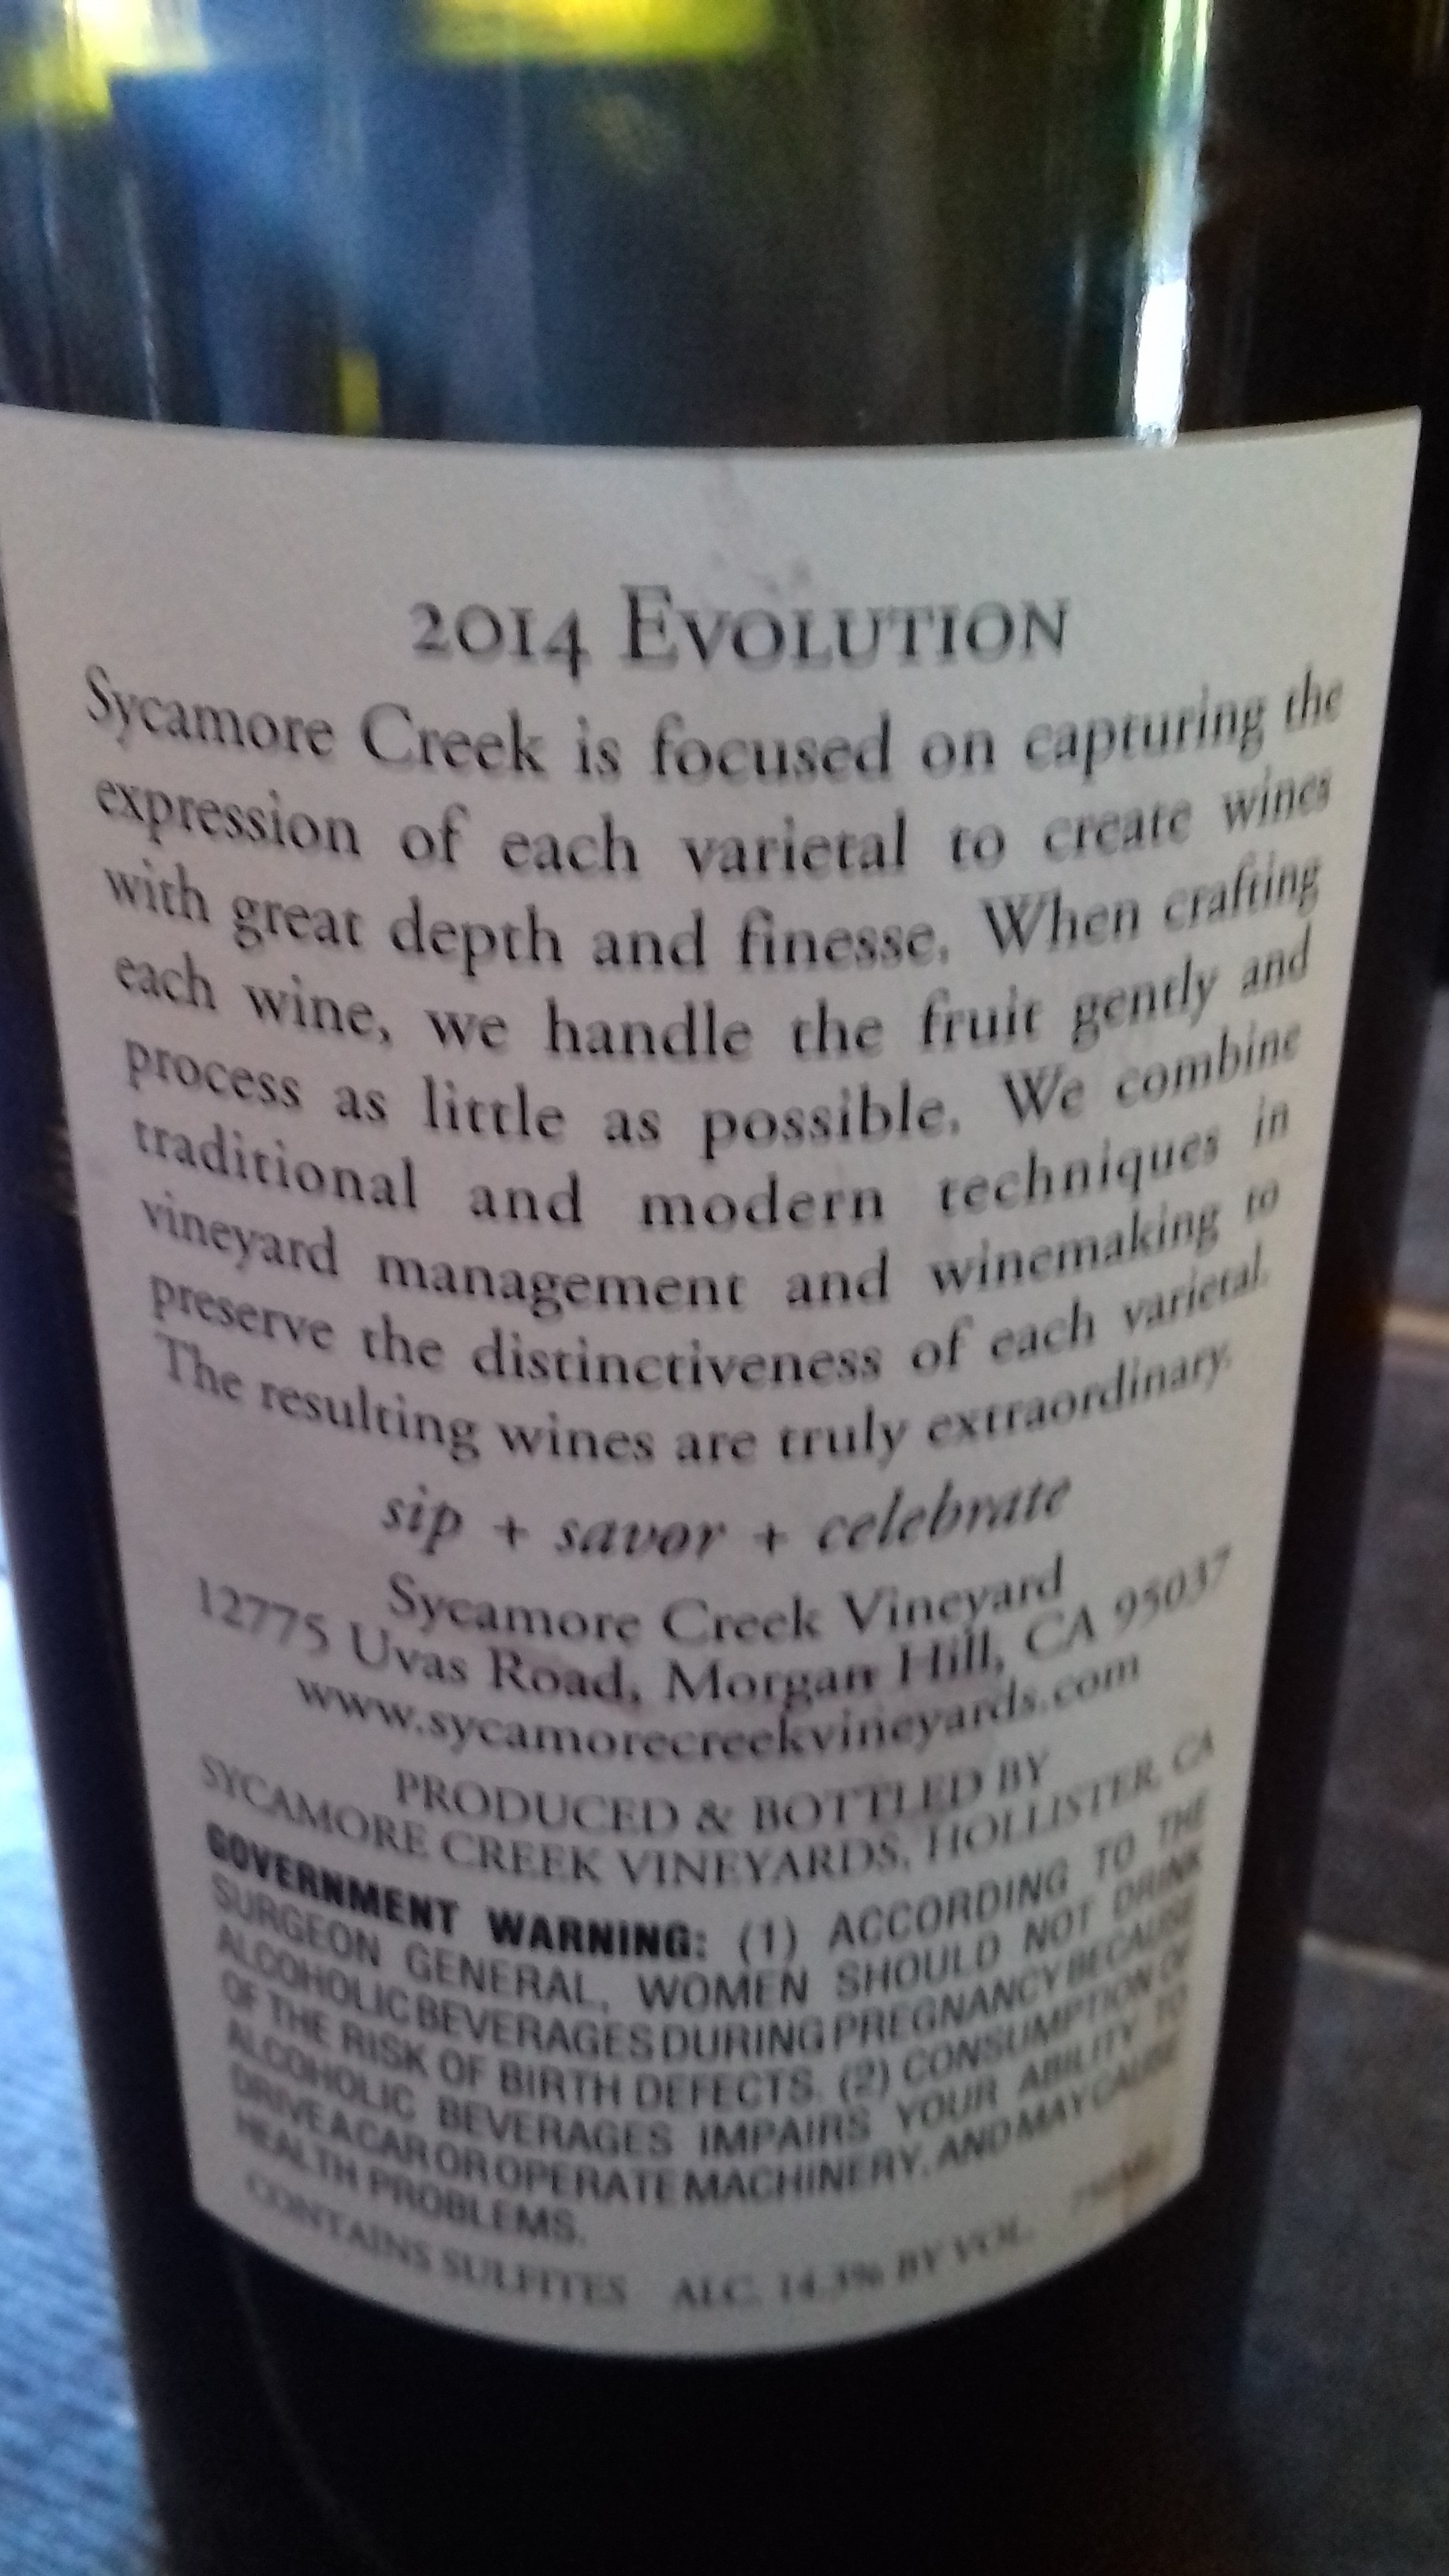 2014 EVOLUTION
Sycamore Creek is focused on capturing the
expression of each varietal to create wines
with great depth and finesse. When crafting
each wine, we handle the fruit gently and
process as little as possible. We combine
traditional and modern techniques in
vineyard management and winemaking to
preserve the distinctiveness of each varietal.
The resulting wines are truly extraordinary.
sip + savor + celebrate
Sycamore Creek Vineyard
12775 Uvas Road, Morgan Hill, CA 95037
www.sycamorecreekvineyards.com
PRODUCED & BOTTLED BY
SYCAMORE CREEK VINEYARDS, HOLLISTER, CA
GOVERNMENT WARNING: (1) ACCORDING TO THE
SURGEON GENERAL, WOMEN SHOULD NOT DRINK
ALCOHOLIC BEVERAGES DURING PREGNANCY BECAUSE
OF THE RISK OF BIRTH DEFECTS. (2) CONSUMPTION OF
ALCOHOLIC BEVERAGES IMPAIRS YOUR ABILITY TO
DRIVE A CAR OR OPERATE MACHINERY, AND MAY CAUSE
HEALTH PROBLEMS.
CONTAINS SULFITES ALC. 14.3% BY VOL.